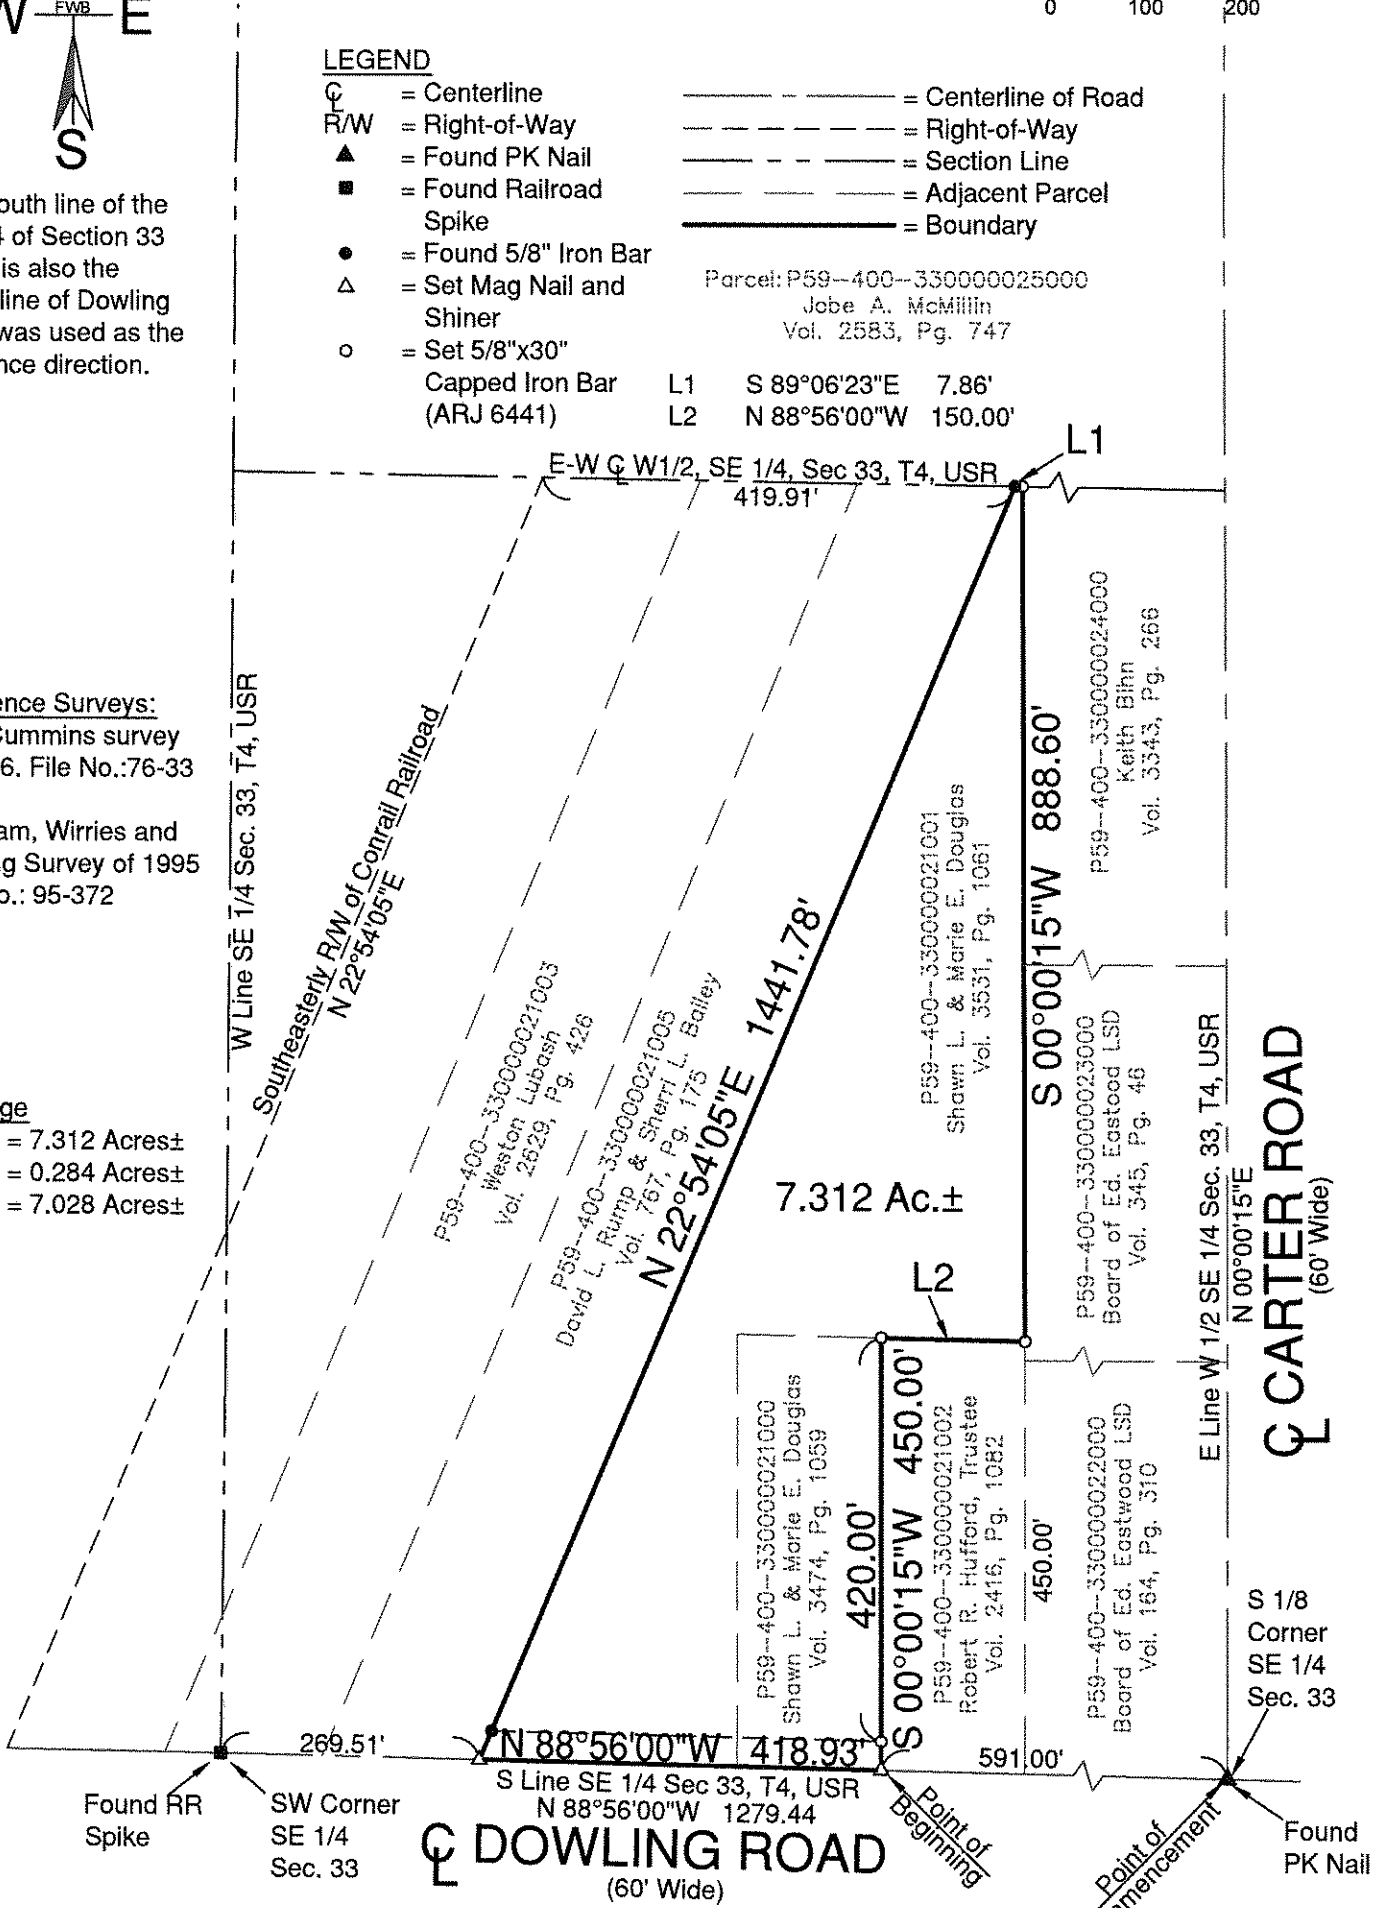 W E
FWB
S
0 100 200
LEGEND
℄ = Centerline
R/W = Right-of-Way
▲ = Found PK Nail
■ = Found Railroad
Spike
● = Found 5/8" Iron Bar
△ = Set Mag Nail and
Shiner
○ = Set 5/8"x30"
Capped Iron Bar
(ARJ 6441)
= Centerline of Road
= Right-of-Way
= Section Line
= Adjacent Parcel
= Boundary
Parcel: P59-400-330000025000
Jobe A. McMillin
Vol. 2583, Pg. 747
L1 S 89°06'23"E 7.86'
L2 N 88°56'00"W 150.00'
outh line of the
4 of Section 33
is also the
line of Dowling
was used as the
nce direction.
L1
E-W ℄ W1/2, SE 1/4, Sec 33, T4, USR
419.91'
ence Surveys:
Cummins survey
6. File No.:76-33
am, Wirries and
g Survey of 1995
o.: 95-372
ge
= 7.312 Acres±
= 0.284 Acres±
= 7.028 Acres±
W Line SE 1/4 Sec. 33, T4, USR
Southeasterly R/W of Conrail Railroad
N 22°54'05"E
P59-400-330000021003
Weston Lubash
Vol. 2629, Pg. 426
P59-400-330000021005
David L. Rump & Sherri L. Bailey
Vol. 767, Pg. 175
N 22°54'05"E 1441.78'
P59-400-330000021001
Shawn L. & Marie E. Douglas
Vol. 3531, Pg. 1061
S 00°00'15"W 888.60'
P59-400-330000024000
Keith Bihn
Vol. 3343, Pg. 266
7.312 Ac.±
L2
P59-400-330000023000
Board of Ed. Eastood LSD
Vol. 345, Pg. 46
E Line W 1/2 SE 1/4 Sec. 33, T4, USR
N 00°00'15"E
℄ CARTER ROAD
(60' Wide)
P59-400-330000021000
Shawn L. & Marie E. Douglas
Vol. 3474, Pg. 1059
420.00'
S 00°00'15"W 450.00'
P59-400-330000021002
Robert R. Hufford, Trustee
Vol. 2416, Pg. 1082
450.00'
P59-400-330000022000
Board of Ed. Eastwood LSD
Vol. 164, Pg. 310
S 1/8
Corner
SE 1/4
Sec. 33
269.51'
N 88°56'00"W 418.93'
591.00'
S Line SE 1/4 Sec 33, T4, USR
N 88°56'00"W 1279.44
℄ DOWLING ROAD
(60' Wide)
Found RR
Spike
SW Corner
SE 1/4
Sec. 33
Point of
Beginning
Point of
mmencement
Found
PK Nail